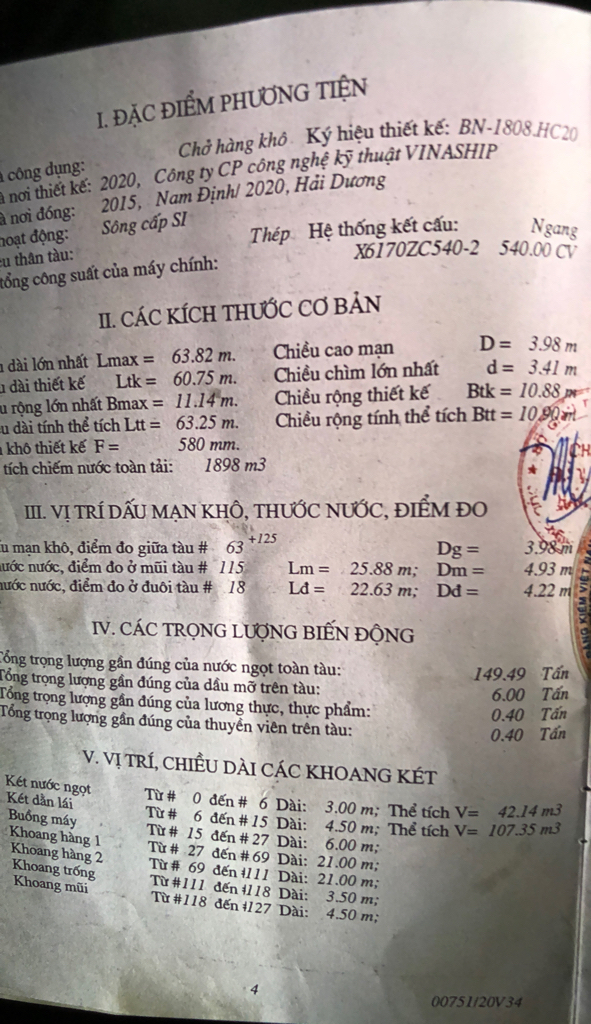 I. ĐẶC ĐIỂM PHƯƠNG TIỆN
công dụng: Chở hàng khô Ký hiệu thiết kế: BN-1808.HC20
nơi thiết kế: 2020, Công ty CP công nghệ kỹ thuật VINASHIP
nơi đóng: 2015, Nam Định/ 2020, Hải Dương
hoạt động: Sông cấp SI
thân tàu: Thép Hệ thống kết cấu: Ngang
tổng công suất của máy chính: X6170ZC540-2 540.00 CV
II. CÁC KÍCH THƯỚC CƠ BẢN
dài lớn nhất Lmax = 63.82 m. Chiều cao mạn D = 3.98 m
dài thiết kế Ltk = 60.75 m. Chiều chìm lớn nhất d = 3.41 m
rộng lớn nhất Bmax = 11.14 m. Chiều rộng thiết kế Btk = 10.88 m
dài tính thể tích Ltt = 63.25 m. Chiều rộng tính thể tích Btt = 10.90 m
khô thiết kế F = 580 mm.
tích chiếm nước toàn tải: 1898 m3
III. VỊ TRÍ DẤU MẠN KHÔ, THƯỚC NƯỚC, ĐIỂM ĐO
mạn khô, điểm đo giữa tàu # 63 +125 Dg = 3.98 m
nước, điểm đo ở mũi tàu # 115 Lm = 25.88 m; Dm = 4.93 m
nước, điểm đo ở đuôi tàu # 18 Lđ = 22.63 m; Dđ = 4.22 m
IV. CÁC TRỌNG LƯỢNG BIẾN ĐỘNG
Tổng trọng lượng gần đúng của nước ngọt toàn tàu: 149.49 Tấn
Tổng trọng lượng gần đúng của dầu mỡ trên tàu: 6.00 Tấn
Tổng trọng lượng gần đúng của lương thực, thực phẩm: 0.40 Tấn
Tổng trọng lượng gần đúng của thuyền viên trên tàu: 0.40 Tấn
V. VỊ TRÍ, CHIỀU DÀI CÁC KHOANG KÉT
Két nước ngọt Từ # 0 đến # 6 Dài: 3.00 m; Thể tích V= 42.14 m3
Két dằn lái Từ # 6 đến # 15 Dài: 4.50 m; Thể tích V= 107.35 m3
Buồng máy Từ # 15 đến # 27 Dài: 6.00 m;
Khoang hàng 1 Từ # 27 đến # 69 Dài: 21.00 m;
Khoang hàng 2 Từ # 69 đến #111 Dài: 21.00 m;
Khoang trống Từ #111 đến #118 Dài: 3.50 m;
Khoang mũi Từ #118 đến #127 Dài: 4.50 m;
4
00751/20V34